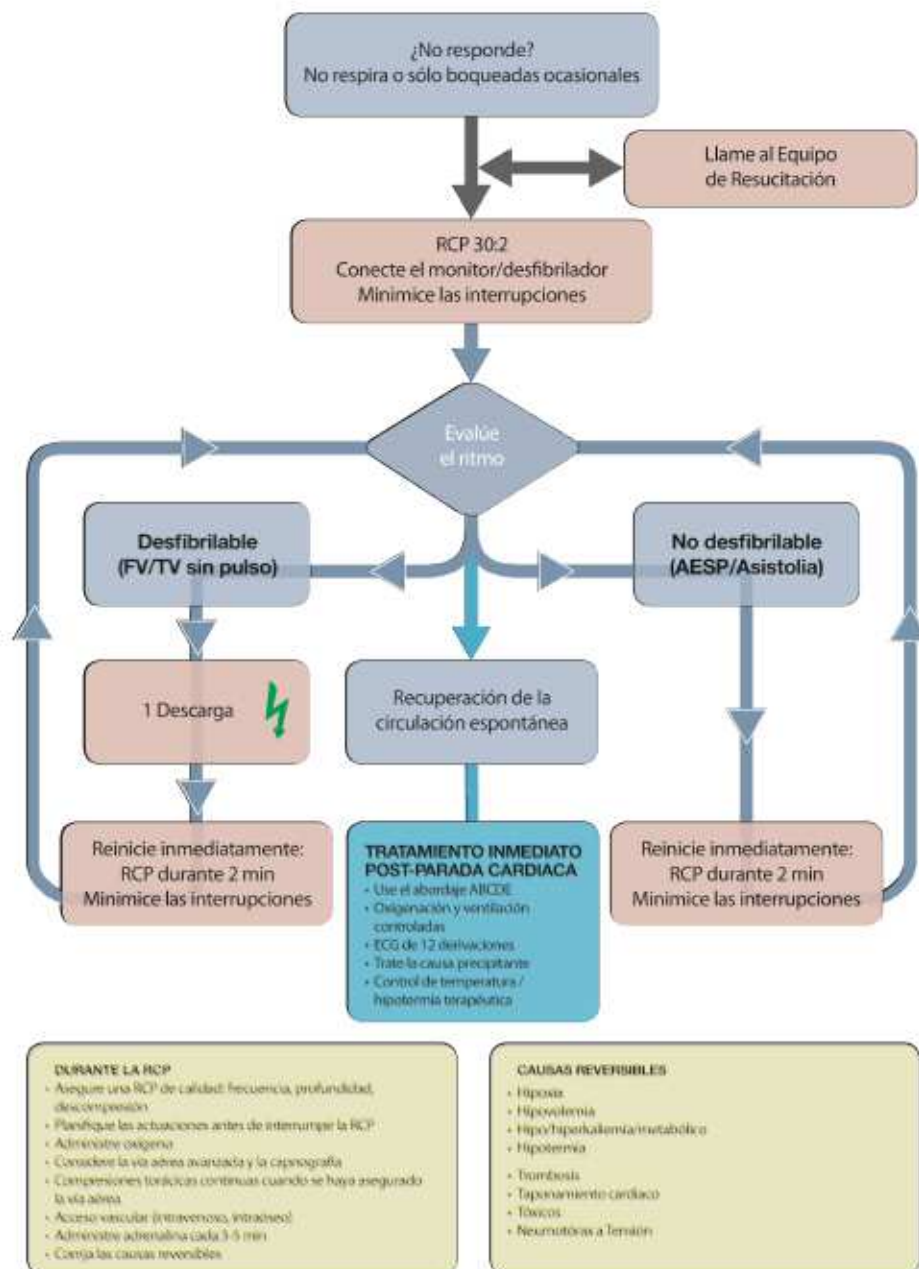 ¿No responde?
No respira o sólo boqueadas ocasionales
Llame al Equipo
de Resucitación
RCP 30:2
Conecte el monitor/desfibrilador
Minimice las interrupciones
Evalúe
el ritmo
Desfibrilable
(FV/TV sin pulso)
No desfibrilable
(AESP/Asistolia)
1 Descarga
Recuperación de la
circulación espontánea
Reinicie inmediatamente:
RCP durante 2 min
Minimice las interrupciones
TRATAMIENTO INMEDIATO
POST-PARADA CARDIACA
• Use el abordaje ABCDE
• Oxigenación y ventilación
controladas
• ECG de 12 derivaciones
• Trate la causa precipitante
• Control de temperatura /
hipotermia terapéutica
Reinicie inmediatamente:
RCP durante 2 min
Minimice las interrupciones
DURANTE LA RCP
• Asegure una RCP de calidad: frecuencia, profundidad,
descompresión
• Planifique las actuaciones antes de interrumpir la RCP
• Administre oxígeno
• Considere la vía aérea avanzada y la capnografía
• Compresiones torácicas continuas cuando se haya asegurado
la vía aérea
• Acceso vascular (intravenoso, intraóseo)
• Administre adrenalina cada 3-5 min
• Corrija las causas reversibles
CAUSAS REVERSIBLES
• Hipoxia
• Hipovolemia
• Hipo/hiperkaliemia/metabólico
• Hipotermia
• Trombosis
• Taponamiento cardiaco
• Tóxicos
• Neumotórax a Tensión